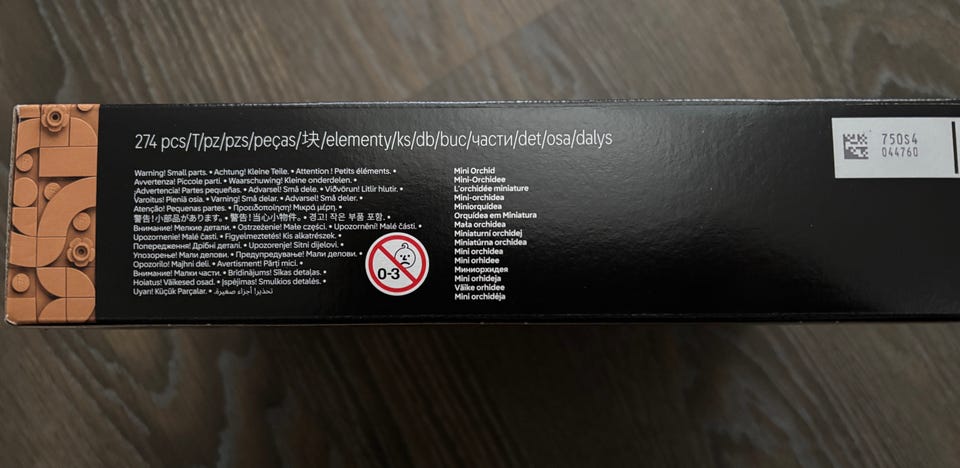 274 pcs/T/pz/pzs/peças/块/elementy/ks/db/buc/части/det/osa/dalys
Warning! Small parts. • Achtung! Kleine Teile. • Attention ! Petits éléments. •
Avvertenza! Piccole parti. • Waarschuwing! Kleine onderdelen. •
¡Advertencia! Partes pequeñas. • Advarsel! Små dele. • Viðvörun! Litlir hlutir. •
Varoitus! Pieniä osia. • Varning! Små delar. • Advarsel! Små deler. •
Atenção! Pequenas partes. • Προειδοποίηση! Μικρά μέρη. •
警告！小部品があります。 • 警告！当心小物件。 • 경고! 작은 부품 포함. •
Внимание! Мелкие детали. • Ostrzeżenie! Małe części. • Upozornění! Malé části. •
Upozornenie! Malé časti. • Figyelmeztetés! Kis alkatrészek. •
Попередження! Дрібні деталі. • Upozorenje! Sitni dijelovi. •
Упозорење! Мали делови. • Предупредување! Мали делови. •
Opozorilo! Majhni deli. • Avertisment! Părți mici. •
Внимание! Малки части. • Brīdinājums! Sīkas detaļas. •
Hoiatus! Väikesed osad. • Įspėjimas! Smulkios detalės. •
Uyarı! Küçük Parçalar. • تحذير! أجزاء صغيرة.
0-3
Mini Orchid
Mini-Orchidee
L'orchidée miniature
Mini-orchidea
Miniorquídea
Orquídea em Miniatura
Mała orchidea
Miniaturní orchidej
Miniatúrna orchidea
Mini orchidea
Mini orhidee
Миниорхидея
Mini orhideja
Väike orhidee
Mini orchidėja
750S4
044760